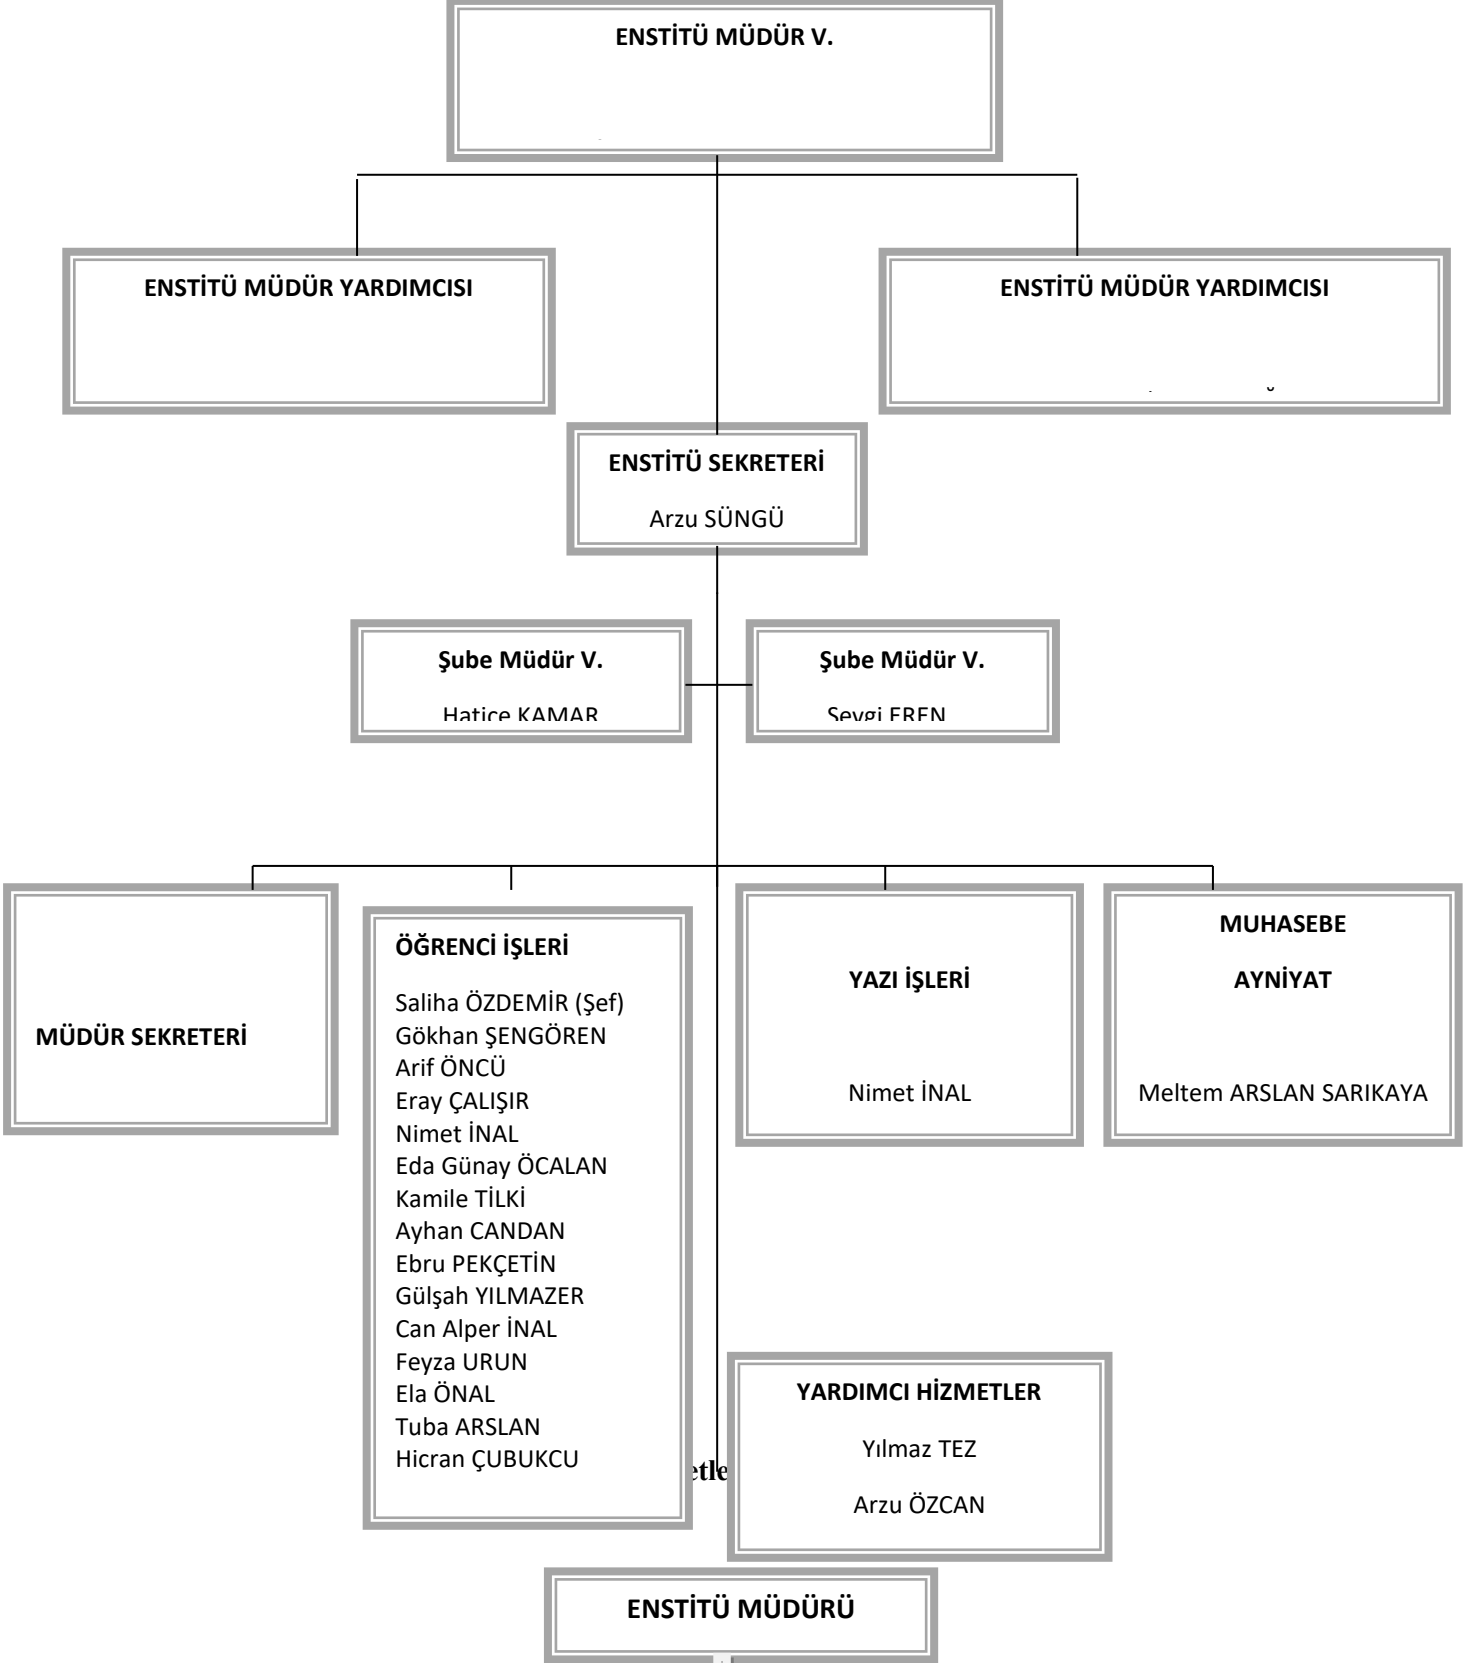 ENSTİTÜ MÜDÜR V.
ENSTİTÜ MÜDÜR YARDIMCISI
ENSTİTÜ MÜDÜR YARDIMCISI
ENSTİTÜ SEKRETERİ
Arzu SÜNGÜ
Şube Müdür V.
Hatice KAMAR
Şube Müdür V.
Sevgi EREN
MÜDÜR SEKRETERİ
ÖĞRENCİ İŞLERİ
Saliha ÖZDEMİR (Şef)
Gökhan ŞENGÖREN
Arif ÖNCÜ
Eray ÇALIŞIR
Nimet İNAL
Eda Günay ÖCALAN
Kamile TİLKİ
Ayhan CANDAN
Ebru PEKÇETİN
Gülşah YILMAZER
Can Alper İNAL
Feyza URUN
Ela ÖNAL
Tuba ARSLAN
Hicran ÇUBUKCU
YAZI İŞLERİ
Nimet İNAL
MUHASEBE
AYNİYAT
Meltem ARSLAN SARIKAYA
YARDIMCI HİZMETLER
Yılmaz TEZ
Arzu ÖZCAN
ENSTİTÜ MÜDÜRÜ